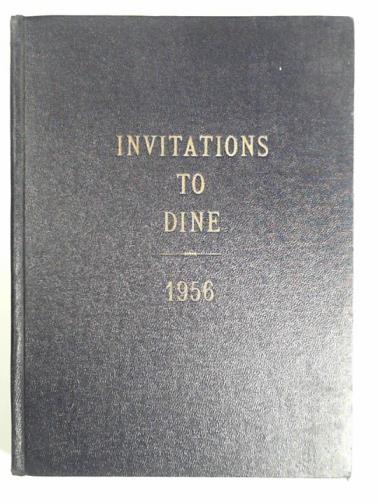 INVITATIONS
TO
DINE
1956